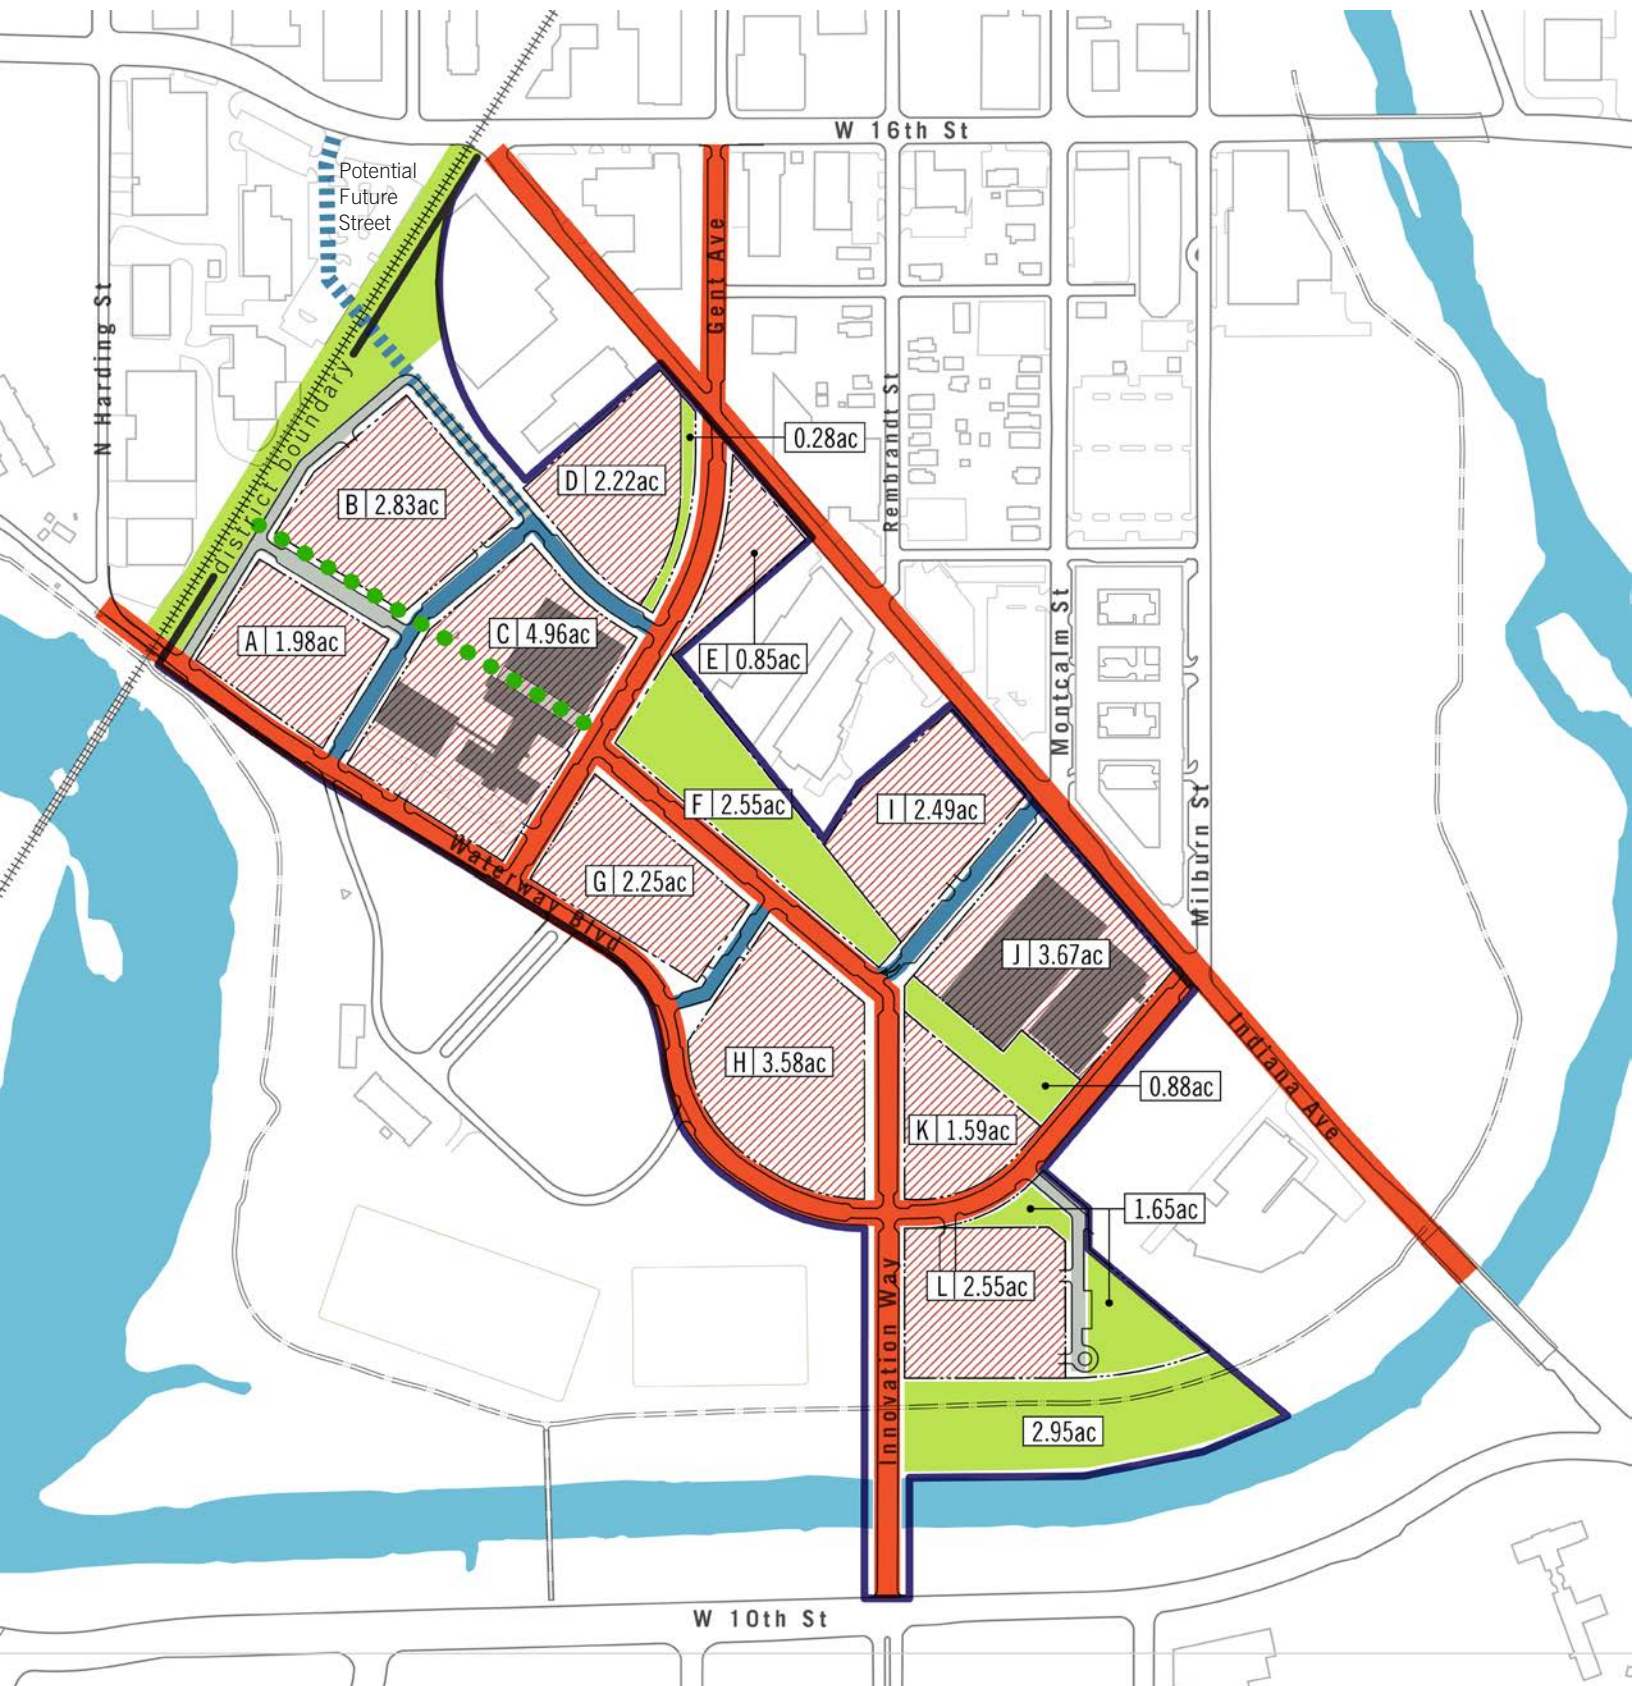 W 16th St
Potential
Future
Street
Gent Ave
N Harding St
district boundary
Rembrandt St
0.28ac
D 2.22ac
B 2.83ac
A 1.98ac
C 4.96ac
E 0.85ac
Montcalm St
F 2.55ac
I 2.49ac
Milburn St
Waterway Blvd
G 2.25ac
J 3.67ac
H 3.58ac
Indiana Ave
0.88ac
K 1.59ac
1.65ac
L 2.55ac
Innovation Way
2.95ac
W 10th St